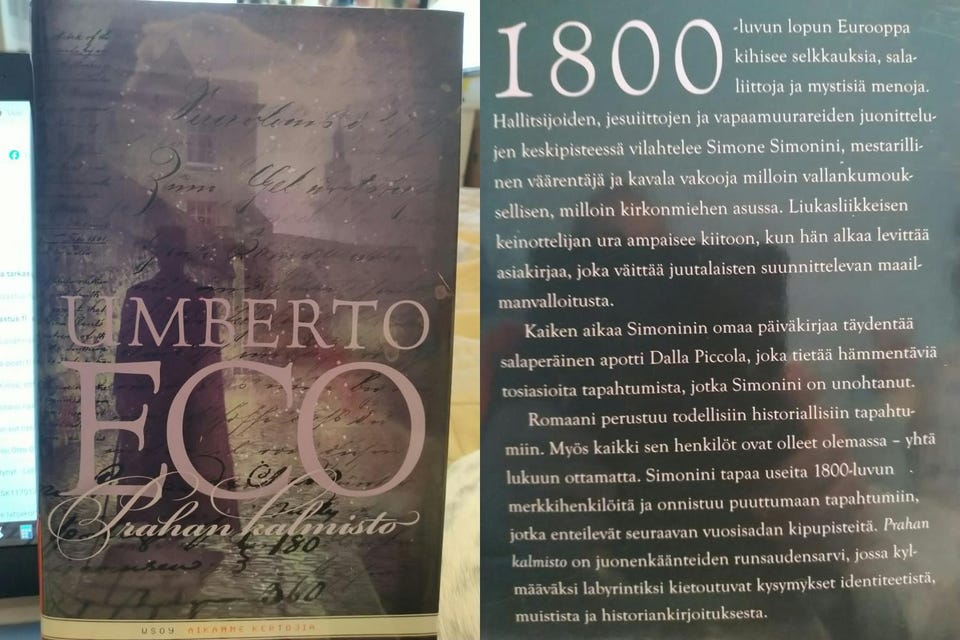 UMBERTO
ECO
Prahan kalmisto
180
360
WSOY AIKAMME KERTOJIA
1800 -luvun lopun Eurooppa
kihisee selkkauksia, sala-
liittoja ja mystisiä menoja.
Hallitsijoiden, jesuiittojen ja vapaamuurareiden juonittelu-
jen keskipisteessä vilahtelee Simone Simonini, mestarilli-
nen väärentäjä ja kavala vakooja milloin vallankumouk-
sellisen, milloin kirkonmiehen asussa. Liukasliikkeisen
keinottelijan ura ampaisee kiitoon, kun hän alkaa levittää
asiakirjaa, joka väittää juutalaisten suunnittelevan maail-
manvalloitusta.
Kaiken aikaa Simoninin omaa päiväkirjaa täydentää
salaperäinen apotti Dalla Piccola, joka tietää hämmentäviä
tosiasioita tapahtumista, jotka Simonini on unohtanut.
Romaani perustuu todellisiin historiallisiin tapahtu-
miin. Myös kaikki sen henkilöt ovat olleet olemassa – yhtä
lukuun ottamatta. Simonini tapaa useita 1800-luvun
merkkihenkilöitä ja onnistuu puuttumaan tapahtumiin,
jotka enteilevät seuraavan vuosisadan kipupisteitä. Prahan
kalmisto on juonenkäänteiden runsaudensarvi, jossa kyl-
määväksi labyrintiksi kietoutuvat kysymykset identiteetistä,
muistista ja historiankirjoituksesta.